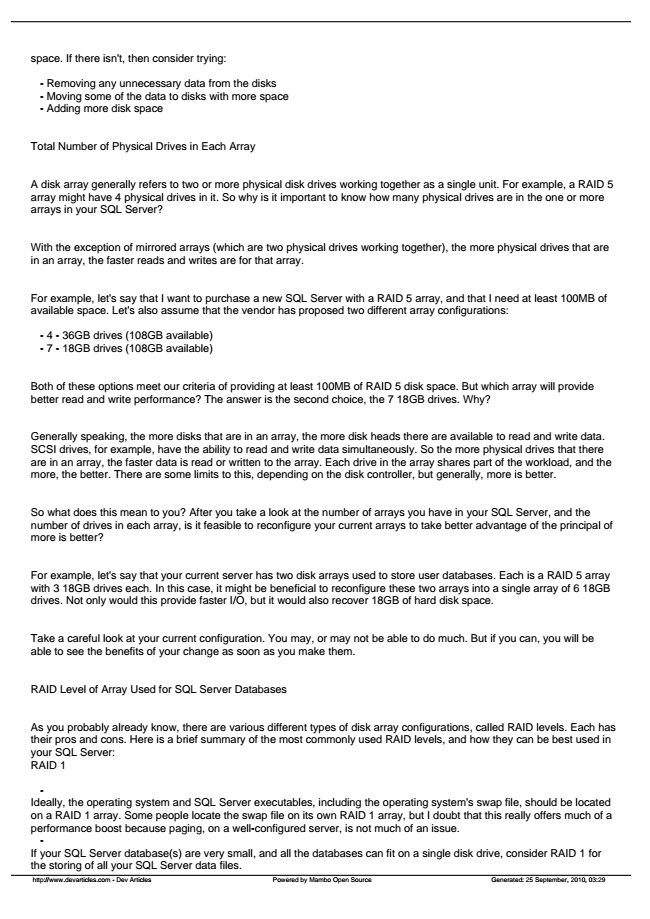 space. If there isn't, then consider trying:
- Removing any unnecessary data from the disks
- Moving some of the data to disks with more space
- Adding more disk space
Total Number of Physical Drives in Each Array
A disk array generally refers to two or more physical disk drives working together as a single unit. For example, a RAID 5
array might have 4 physical drives in it. So why is it important to know how many physical drives are in the one or more
arrays in your SQL Server?
With the exception of mirrored arrays (which are two physical drives working together), the more physical drives that are
in an array, the faster reads and writes are for that array.
For example, let's say that I want to purchase a new SQL Server with a RAID 5 array, and that I need at least 100MB of
available space. Let's also assume that the vendor has proposed two different array configurations:
- 4 - 36GB drives (108GB available)
- 7 - 18GB drives (108GB available)
Both of these options meet our criteria of providing at least 100MB of RAID 5 disk space. But which array will provide
better read and write performance? The answer is the second choice, the 7 18GB drives. Why?
Generally speaking, the more disks that are in an array, the more disk heads there are available to read and write data.
SCSI drives, for example, have the ability to read and write data simultaneously. So the more physical drives that there
are in an array, the faster data is read or written to the array. Each drive in the array shares part of the workload, and the
more, the better. There are some limits to this, depending on the disk controller, but generally, more is better.
So what does this mean to you? After you take a look at the number of arrays you have in your SQL Server, and the
number of drives in each array, is it feasible to reconfigure your current arrays to take better advantage of the principal of
more is better?
For example, let's say that your current server has two disk arrays used to store user databases. Each is a RAID 5 array
with 3 18GB drives each. In this case, it might be beneficial to reconfigure these two arrays into a single array of 6 18GB
drives. Not only would this provide faster I/O, but it would also recover 18GB of hard disk space.
Take a careful look at your current configuration. You may, or may not be able to do much. But if you can, you will be
able to see the benefits of your change as soon as you make them.
RAID Level of Array Used for SQL Server Databases
As you probably already know, there are various different types of disk array configurations, called RAID levels. Each has
their pros and cons. Here is a brief summary of the most commonly used RAID levels, and how they can be best used in
your SQL Server:
RAID 1
-
Ideally, the operating system and SQL Server executables, including the operating system's swap file, should be located
on a RAID 1 array. Some people locate the swap file on its own RAID 1 array, but I doubt that this really offers much of a
performance boost because paging, on a well-configured server, is not much of an issue.
-
If your SQL Server database(s) are very small, and all the databases can fit on a single disk drive, consider RAID 1 for
the storing of all your SQL Server data files.
http://www.devarticles.com - Dev Articles Powered by Mambo Open Source Generated: 25 September, 2010, 03:29